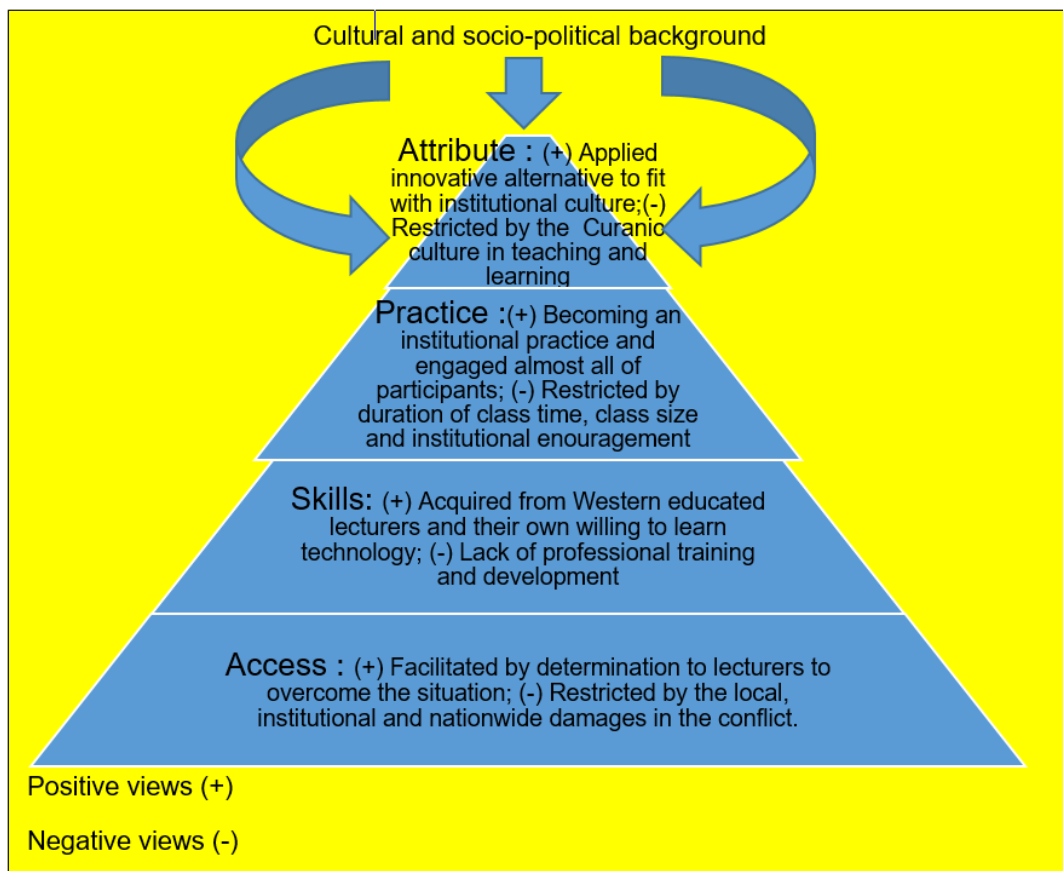 Cultural and socio-political background
Attribute : (+) Applied
innovative alternative to fit
with institutional culture;(-)
Restricted by the Curanic
culture in teaching and
learning
Practice :(+) Becoming an
institutional practice and
engaged almost all of
participants; (-) Restricted by
duration of class time, class size
and institutional enouragement
Skills: (+) Acquired from Western educated
lecturers and their own willing to learn
technology; (-) Lack of professional training
and development
Access : (+) Facilitated by determination to lecturers to
overcome the situation; (-) Restricted by the local,
institutional and nationwide damages in the conflict.
Positive views (+)
Negative views (-)